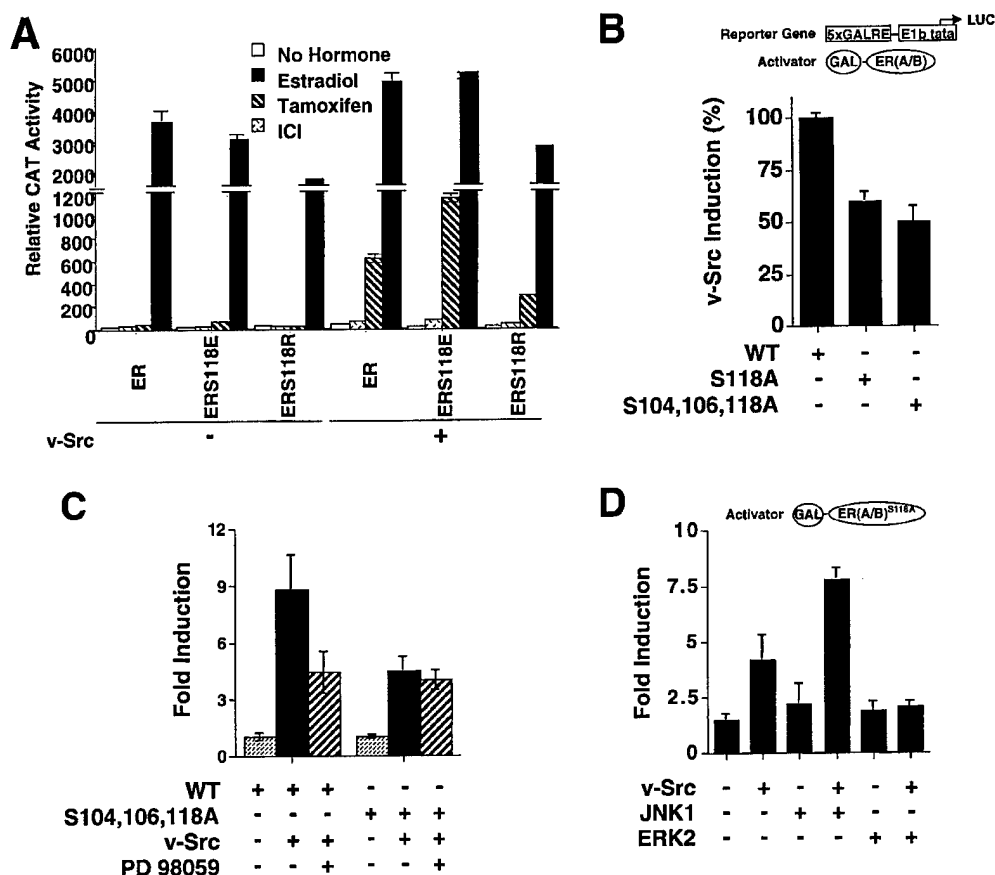 A
Relative CAT Activity
6000
5000
4000
3000
2000
1200
1000
800
600
400
200
0
No Hormone
Estradiol
Tamoxifen
ICI
ER
ERS118E
ERS118R
ER
ERS118E
ERS118R
v-Src - +
B
LUC
Reporter Gene 5xGALRE E1b tata
Activator GAL ER(A/B)
v-Src Induction (%)
100
75
50
25
0
WT + - -
S118A - + -
S104,106,118A - - +
C
Fold Induction
12
9
6
3
0
WT + + + - - -
S104,106,118A - - - + + +
v-Src - + + - + +
PD 98059 - - + - - +
D
Activator GAL ER(A/B)S118A
Fold Induction
10
7.5
5
2.5
0
v-Src - + - + - +
JNK1 - - + + - -
ERK2 - - - - + +